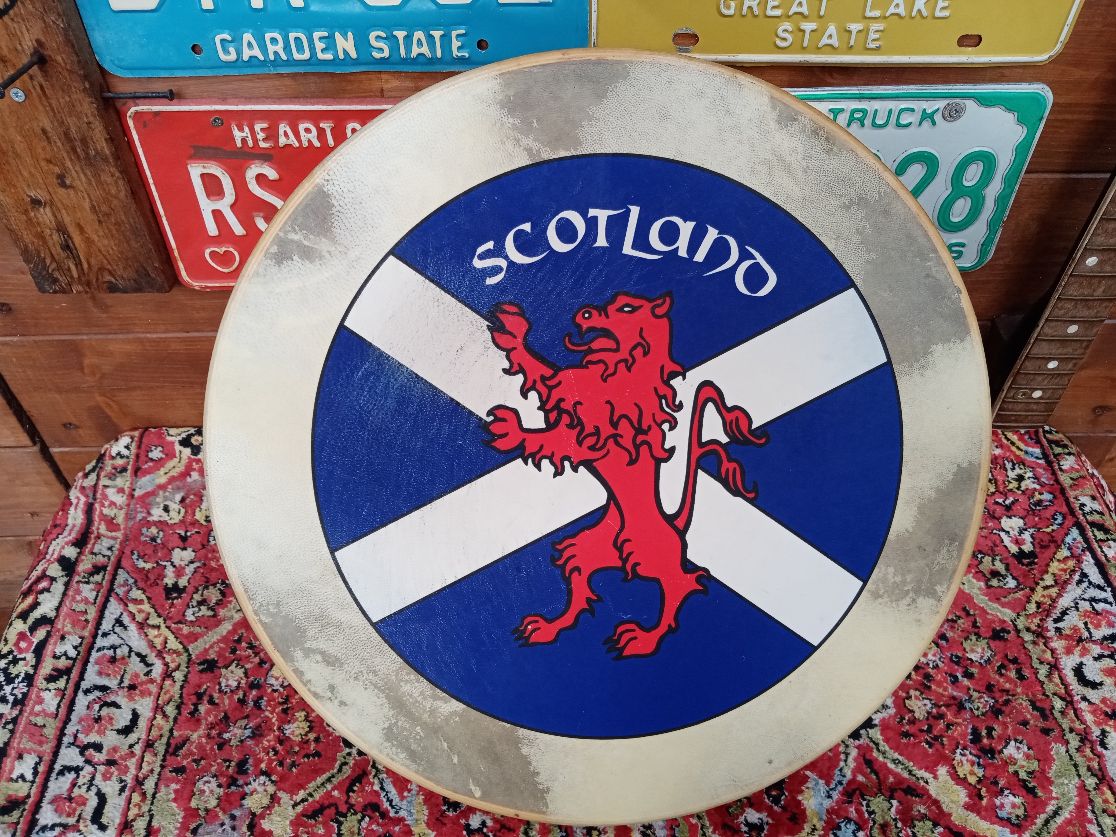 GARDEN STATE
GREAT LAKE
STATE
HEART
RS
TRUCK
28
SCOTLAND